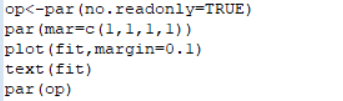 op<-par(no.readonly=TRUE)
par(mar=c(1,1,1,1))
plot(fit,margin=0.1)
text(fit)
par(op)